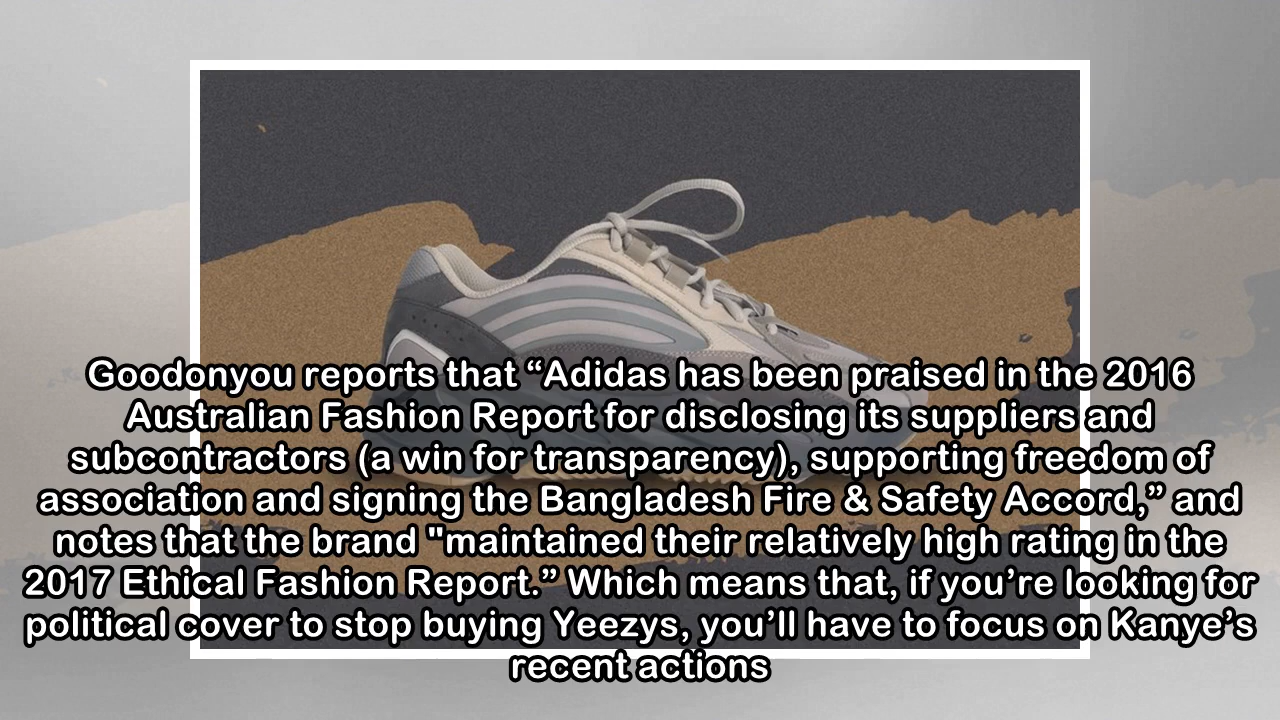 Goodonyou reports that “Adidas has been praised in the 2016
Australian Fashion Report for disclosing its suppliers and
subcontractors (a win for transparency), supporting freedom of
association and signing the Bangladesh Fire & Safety Accord,” and
notes that the brand "maintained their relatively high rating in the
2017 Ethical Fashion Report.” Which means that, if you’re looking for
political cover to stop buying Yeezys, you’ll have to focus on Kanye’s
recent actions